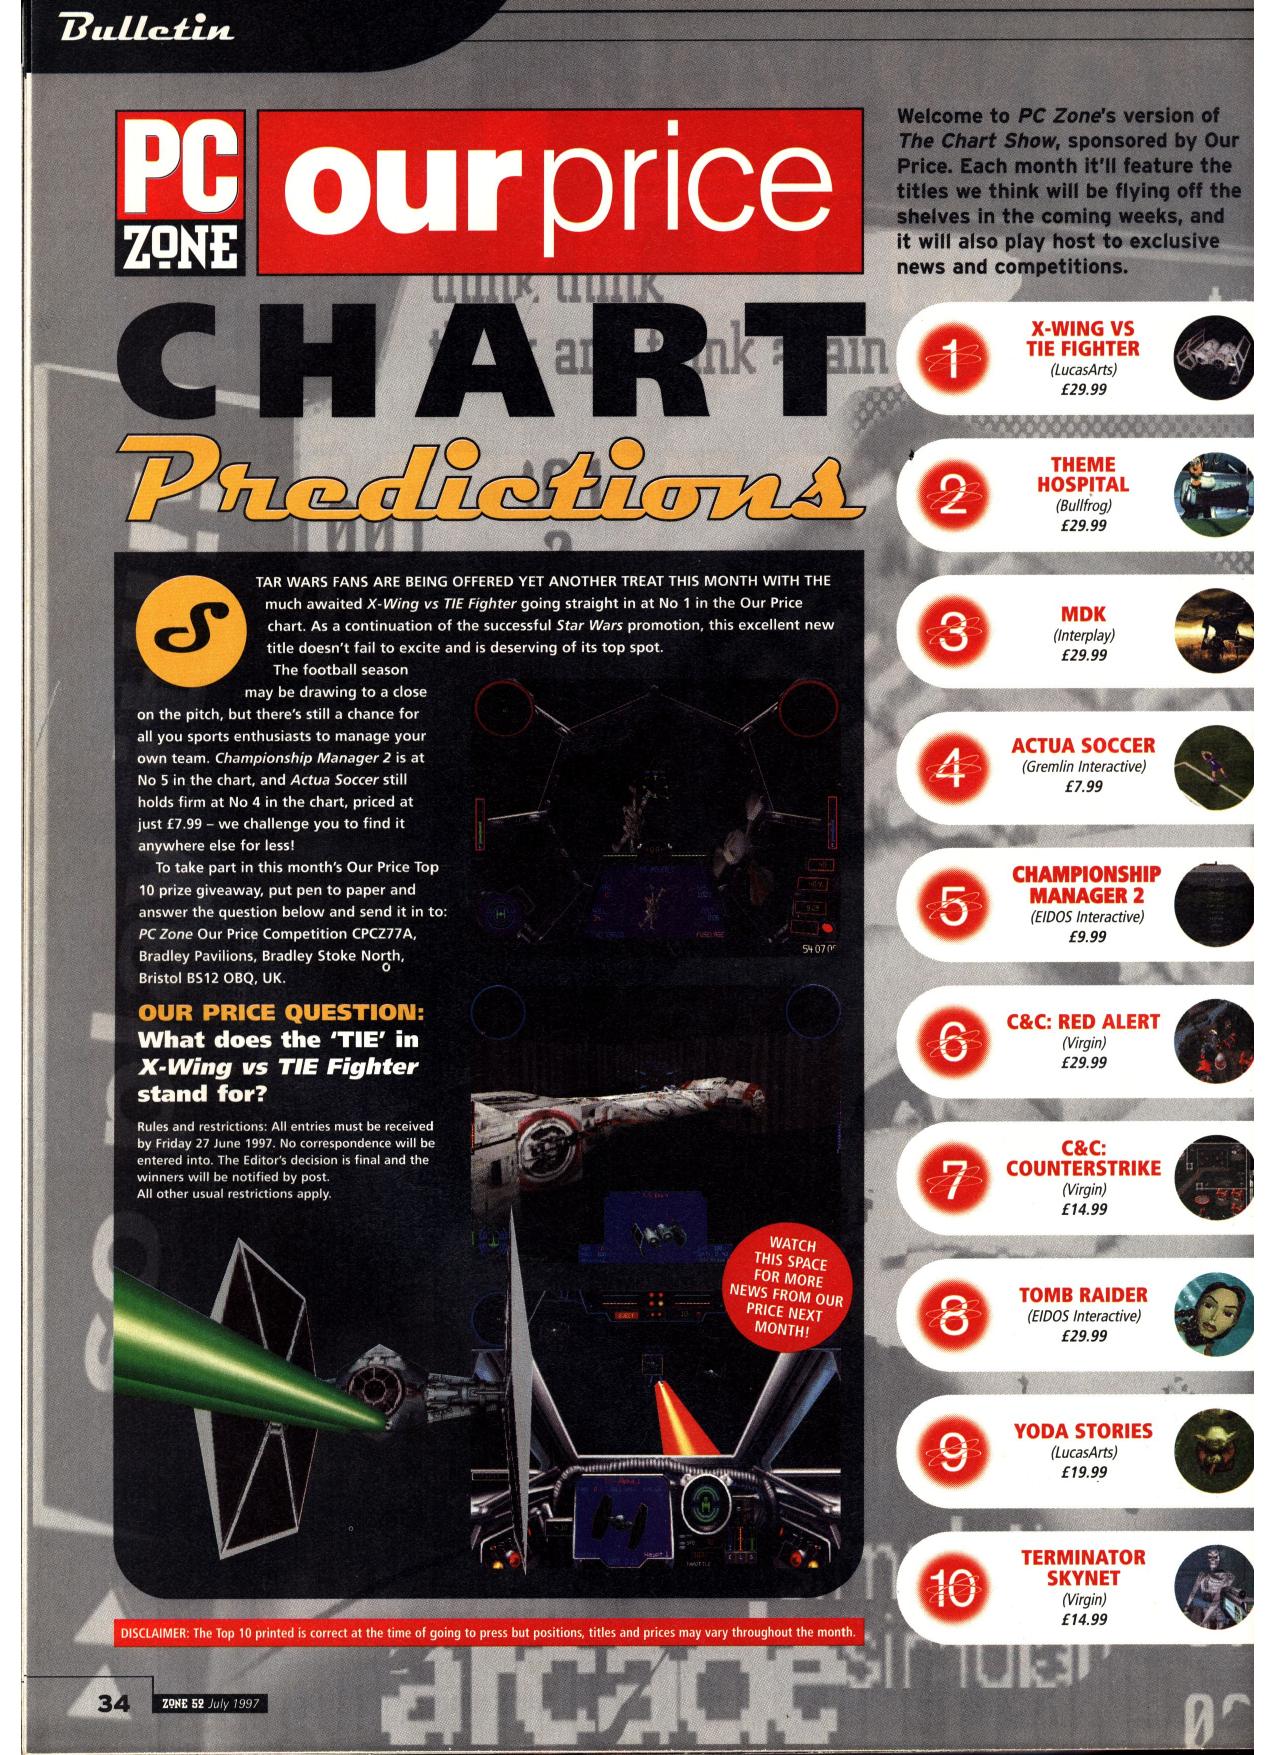 Bulletin
PC
ZONE
ourprice
CHART
Predictions
Welcome to PC Zone's version of
The Chart Show, sponsored by Our
Price. Each month it'll feature the
titles we think will be flying off the
shelves in the coming weeks, and
it will also play host to exclusive
news and competitions.
STAR WARS FANS ARE BEING OFFERED YET ANOTHER TREAT THIS MONTH WITH THE
much awaited X-Wing vs TIE Fighter going straight in at No 1 in the Our Price
chart. As a continuation of the successful Star Wars promotion, this excellent new
title doesn't fail to excite and is deserving of its top spot.
The football season
may be drawing to a close
on the pitch, but there's still a chance for
all you sports enthusiasts to manage your
own team. Championship Manager 2 is at
No 5 in the chart, and Actua Soccer still
holds firm at No 4 in the chart, priced at
just £7.99 – we challenge you to find it
anywhere else for less!
To take part in this month's Our Price Top
10 prize giveaway, put pen to paper and
answer the question below and send it in to:
PC Zone Our Price Competition CPCZ77A,
Bradley Pavilions, Bradley Stoke North,
Bristol BS12 OBQ, UK.
OUR PRICE QUESTION:
What does the 'TIE' in
X-Wing vs TIE Fighter
stand for?
Rules and restrictions: All entries must be received
by Friday 27 June 1997. No correspondence will be
entered into. The Editor's decision is final and the
winners will be notified by post.
All other usual restrictions apply.
WATCH
THIS SPACE
FOR MORE
NEWS FROM OUR
PRICE NEXT
MONTH!
1
X-WING VS
TIE FIGHTER
(LucasArts)
£29.99
2
THEME
HOSPITAL
(Bullfrog)
£29.99
3
MDK
(Interplay)
£29.99
4
ACTUA SOCCER
(Gremlin Interactive)
£7.99
5
CHAMPIONSHIP
MANAGER 2
(EIDOS Interactive)
£9.99
6
C&C: RED ALERT
(Virgin)
£29.99
7
C&C:
COUNTERSTRIKE
(Virgin)
£14.99
8
TOMB RAIDER
(EIDOS Interactive)
£29.99
9
YODA STORIES
(LucasArts)
£19.99
10
TERMINATOR
SKYNET
(Virgin)
£14.99
DISCLAIMER: The Top 10 printed is correct at the time of going to press but positions, titles and prices may vary throughout the month.
34
ZONE 52 July 1997